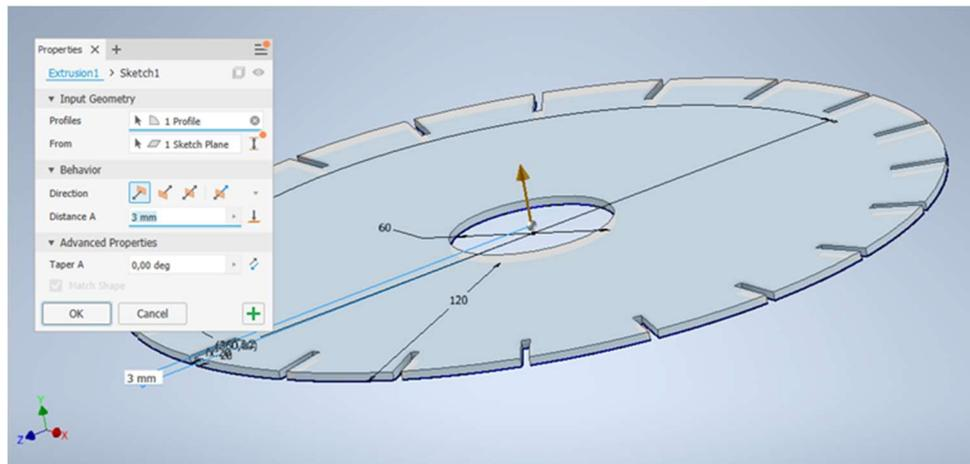 Properties
Extrusion1 > Sketch1
Input Geometry
Profiles 1 Profile
From 1 Sketch Plane
Behavior
Direction
Distance A 3 mm
Advanced Properties
Taper A 0,00 deg
Match Shape
OK Cancel
60
120
3 mm
Y
Z X